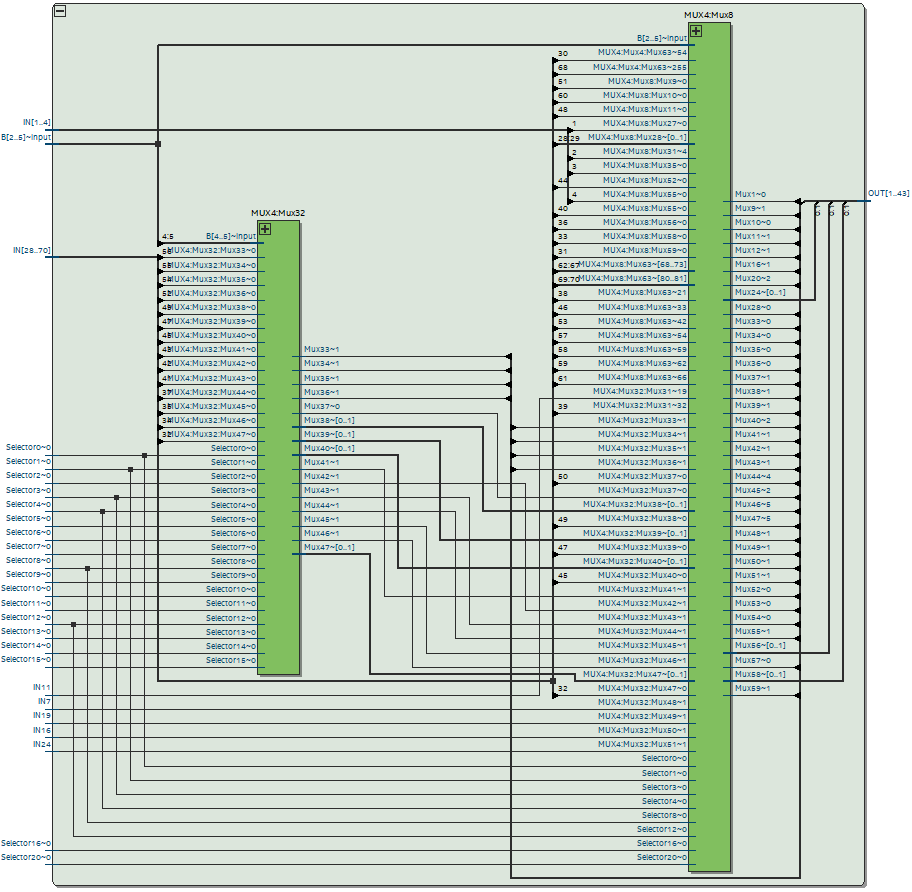 MUX4:Mux8
B[2..5]~input
30 MUX4:Mux4:Mux63~54
68 MUX4:Mux4:Mux63~255
51 MUX4:Mux8:Mux9~0
60 MUX4:Mux8:Mux10~0
48 MUX4:Mux8:Mux11~0
IN[1..4]
1 MUX4:Mux8:Mux27~0
B[2..5]~input
28:29 MUX4:Mux8:Mux28~[0..1]
2 MUX4:Mux8:Mux31~4
3 MUX4:Mux8:Mux35~0
44 MUX4:Mux8:Mux52~0
4 MUX4:Mux8:Mux55~0
Mux1~0
OUT[1..43]
40 MUX4:Mux8:Mux55~0
Mux9~1
0:1
0:1
0:1
MUX4:Mux32
36 MUX4:Mux8:Mux56~0
Mux10~1
4:5 B[4..5]~input
33 MUX4:Mux8:Mux58~0
Mux11~1
IN[28..70]
MUX4:Mux32:Mux33~0
31 MUX4:Mux8:Mux59~0
Mux12~1
MUX4:Mux32:Mux34~0
62:67 MUX4:Mux8:Mux63~[68..73]
Mux16~1
MUX4:Mux32:Mux35~0
69:70 MUX4:Mux8:Mux63~[80..81]
Mux20~2
MUX4:Mux32:Mux36~0
38 MUX4:Mux8:Mux63~21
Mux24~[0..1]
MUX4:Mux32:Mux38~0
46 MUX4:Mux8:Mux63~33
Mux28~0
MUX4:Mux32:Mux39~0
53 MUX4:Mux8:Mux63~42
Mux33~0
MUX4:Mux32:Mux40~0
57 MUX4:Mux8:Mux63~54
Mux34~0
MUX4:Mux32:Mux41~0
Mux33~1
58 MUX4:Mux8:Mux63~59
Mux35~0
MUX4:Mux32:Mux42~0
Mux34~1
59 MUX4:Mux8:Mux63~62
Mux36~0
MUX4:Mux32:Mux43~0
Mux35~1
61 MUX4:Mux8:Mux63~66
Mux37~1
MUX4:Mux32:Mux44~0
Mux36~1
MUX4:Mux32:Mux31~19
Mux38~1
MUX4:Mux32:Mux45~0
Mux37~0
39 MUX4:Mux32:Mux31~32
Mux39~1
MUX4:Mux32:Mux46~0
Mux38~[0..1]
MUX4:Mux32:Mux33~1
Mux40~2
MUX4:Mux32:Mux47~0
Mux39~[0..1]
MUX4:Mux32:Mux34~1
Mux41~1
Selector0~0
Selector0~0
Mux40~[0..1]
MUX4:Mux32:Mux35~1
Mux42~1
Selector1~0
Selector1~0
Mux41~1
MUX4:Mux32:Mux36~1
Mux43~1
Selector2~0
Selector2~0
Mux42~1
50 MUX4:Mux32:Mux37~0
Mux44~4
Selector3~0
Selector3~0
Mux43~1
MUX4:Mux32:Mux37~0
Mux45~2
Selector4~0
Selector4~0
Mux44~1
MUX4:Mux32:Mux38~[0..1]
Mux46~5
Selector5~0
Selector5~0
Mux45~1
49 MUX4:Mux32:Mux38~0
Mux47~5
Selector6~0
Selector6~0
Mux46~1
MUX4:Mux32:Mux39~[0..1]
Mux48~1
Selector7~0
Selector7~0
Mux47~[0..1]
47 MUX4:Mux32:Mux39~0
Mux49~1
Selector8~0
Selector8~0
MUX4:Mux32:Mux40~[0..1]
Mux50~1
Selector9~0
Selector9~0
45 MUX4:Mux32:Mux40~0
Mux51~1
Selector10~0
Selector10~0
MUX4:Mux32:Mux41~1
Mux52~0
Selector11~0
Selector11~0
MUX4:Mux32:Mux42~1
Mux53~0
Selector12~0
Selector12~0
MUX4:Mux32:Mux43~1
Mux54~0
Selector13~0
Selector13~0
MUX4:Mux32:Mux44~1
Mux55~1
Selector14~0
Selector14~0
MUX4:Mux32:Mux45~1
Mux56~[0..1]
Selector15~0
Selector15~0
MUX4:Mux32:Mux46~1
Mux57~0
MUX4:Mux32:Mux47~[0..1]
Mux58~[0..1]
IN11
32 MUX4:Mux32:Mux47~0
Mux59~1
IN7
MUX4:Mux32:Mux48~1
IN19
MUX4:Mux32:Mux49~1
IN16
MUX4:Mux32:Mux50~1
IN24
MUX4:Mux32:Mux51~1
Selector0~0
Selector1~0
Selector3~0
Selector4~0
Selector8~0
Selector12~0
Selector16~0
Selector16~0
Selector20~0
Selector20~0